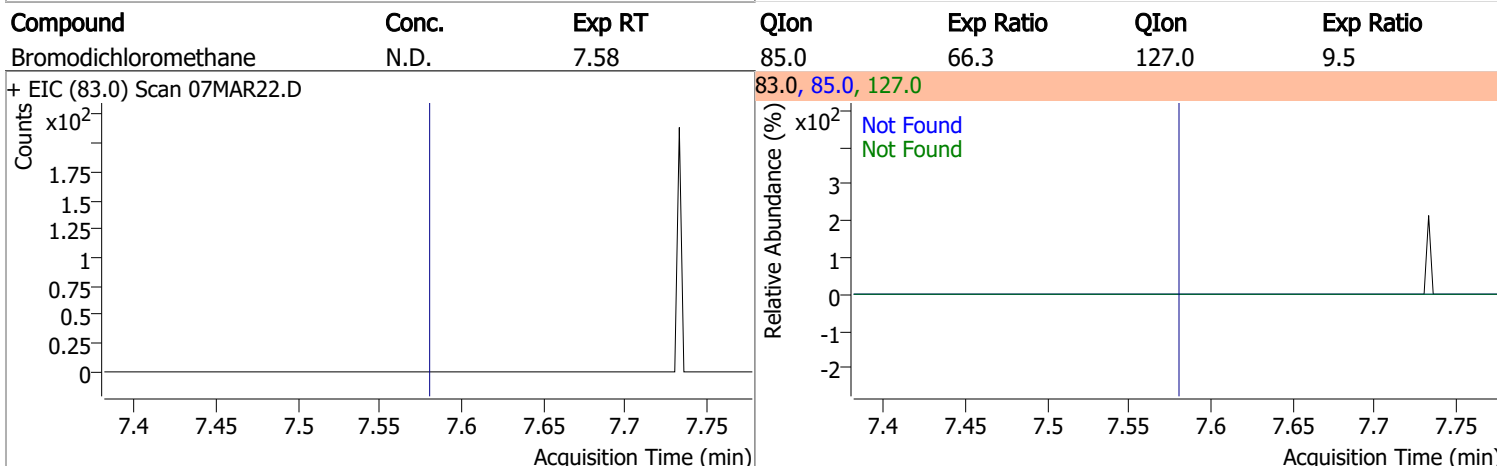 Compound Conc. Exp RT QIon Exp Ratio QIon Exp Ratio
Bromodichloromethane N.D. 7.58 85.0 66.3 127.0 9.5
+ EIC (83.0) Scan 07MAR22.D
Counts
x10²
1.75
1.5
1.25
1
0.75
0.5
0.25
0
7.4 7.45 7.5 7.55 7.6 7.65 7.7 7.75
Acquisition Time (min)
83.0, 85.0, 127.0
Relative Abundance (%)
x10²
Not Found
Not Found
3
2
1
0
-1
-2
7.4 7.45 7.5 7.55 7.6 7.65 7.7 7.75
Acquisition Time (min)